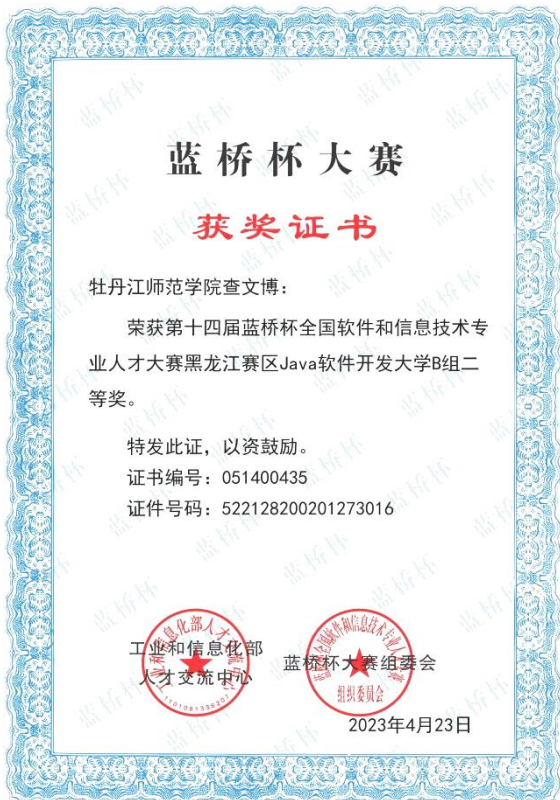 蓝桥杯大赛
获奖证书
牡丹江师范学院查文博：
荣获第十四届蓝桥杯全国软件和信息技术专
业人才大赛黑龙江赛区Java软件开发大学B组二
等奖。
特发此证，以资鼓励。
证书编号：051400435
证件号码：522128200201273016
工业和信息化部
人才交流中心
蓝桥杯大赛组委会
组织委员会
2023年4月23日